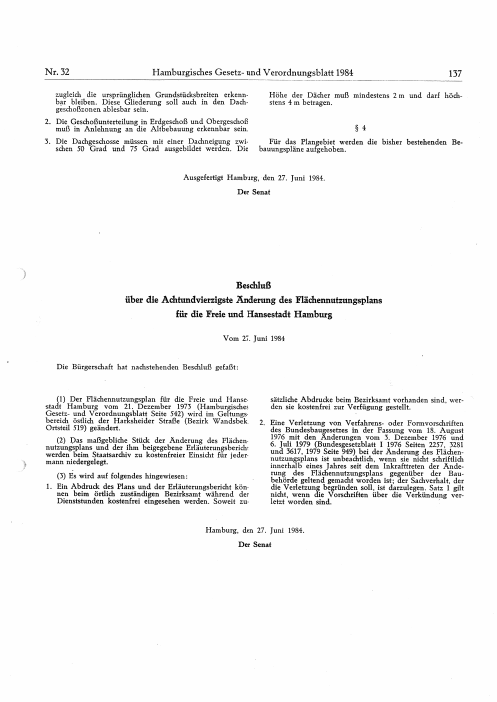 Nr. 32 Hamburgisches Gesetz- und Verordnungsblatt 1984 137
zugleich die ursprünglichen Grundstücksbreiten erkenn-
bar bleiben. Diese Gliederung soll auch in den Dach-
geschoßzonen ablesbar sein.
2. Die Geschoßunterteilung in Erdgeschoß und Obergeschoß
muß in Anlehnung an die Altbebauung erkennbar sein.
3. Die Dachgeschosse müssen mit einer Dachneigung zwi-
schen 50 Grad und 75 Grad ausgebildet werden. Die
Höhe der Dächer muß mindestens 2 m und darf höch-
stens 4 m betragen.
§ 4
Für das Plangebiet werden die bisher bestehenden Be-
bauungspläne aufgehoben.
Ausgefertigt Hamburg, den 27. Juni 1984.
Der Senat
Beschluß
über die Achtundvierzigste Änderung des Flächennutzungsplans
für die Freie und Hansestadt Hamburg
Vom 27. Juni 1984
Die Bürgerschaft hat nachstehenden Beschluß gefaßt:
(1) Der Flächennutzungsplan für die Freie und Hanse-
stadt Hamburg vom 21. Dezember 1973 (Hamburgisches
Gesetz- und Verordnungsblatt Seite 542) wird im Geltungs-
bereich östlich der Harksheider Straße (Bezirk Wandsbek,
Ortsteil 519) geändert.
(2) Das maßgebliche Stück der Änderung des Flächen-
nutzungsplans und der ihm beigegebene Erläuterungsbericht
werden beim Staatsarchiv zu kostenfreier Einsicht für jeder-
mann niedergelegt.
(3) Es wird auf folgendes hingewiesen:
1. Ein Abdruck des Plans und der Erläuterungsbericht kön-
nen beim örtlich zuständigen Bezirksamt während der
Dienststunden kostenfrei eingesehen werden. Soweit zu-
sätzliche Abdrucke beim Bezirksamt vorhanden sind, wer-
den sie kostenfrei zur Verfügung gestellt.
2. Eine Verletzung von Verfahrens- oder Formvorschriften
des Bundesbaugesetzes in der Fassung vom 18. August
1976 mit den Änderungen vom 3. Dezember 1976 und
6. Juli 1979 (Bundesgesetzblatt I 1976 Seiten 2257, 3281
und 3617, 1979 Seite 949) bei der Änderung des Flächen-
nutzungsplans ist unbeachtlich, wenn sie nicht schriftlich
innerhalb eines Jahres seit dem Inkrafttreten der Ände-
rung des Flächennutzungsplans gegenüber der Bau-
behörde geltend gemacht worden ist; der Sachverhalt, der
die Verletzung begründen soll, ist darzulegen. Satz 1 gilt
nicht, wenn die Vorschriften über die Verkündung ver-
letzt worden sind.
Hamburg, den 27. Juni 1984.
Der Senat